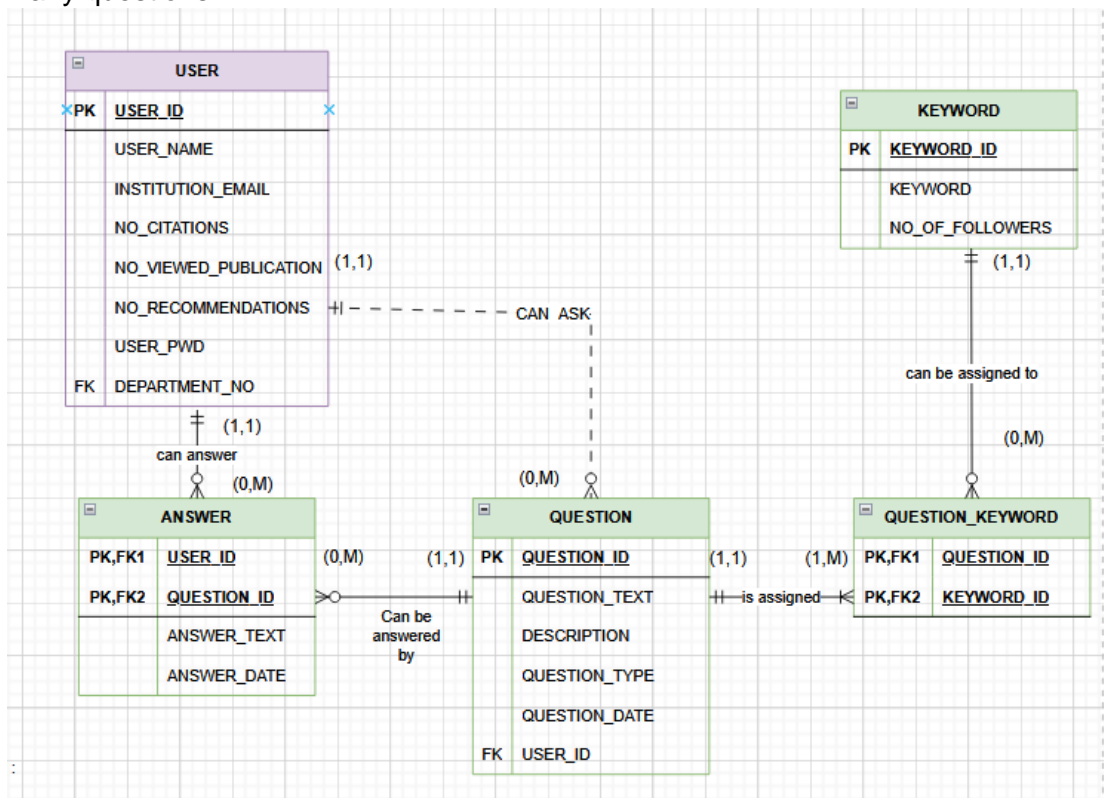 USER
PK USER_ID
USER_NAME
INSTITUTION_EMAIL
NO_CITATIONS
NO_VIEWED_PUBLICATION
(1,1)
NO_RECOMMENDATIONS
USER_PWD
FK DEPARTMENT_NO
CAN ASK
KEYWORD
PK KEYWORD_ID
KEYWORD
NO_OF_FOLLOWERS
(1,1)
can be assigned to
(0,M)
(1,1)
can answer
(0,M)
(0,M)
ANSWER
PK,FK1 USER_ID
PK,FK2 QUESTION_ID
ANSWER_TEXT
ANSWER_DATE
(0,M)
(1,1)
Can be
answered
by
QUESTION
PK QUESTION_ID
QUESTION_TEXT
DESCRIPTION
QUESTION_TYPE
QUESTION_DATE
FK USER_ID
(1,1)
(1,M)
is assigned
QUESTION_KEYWORD
PK,FK1 QUESTION_ID
PK,FK2 KEYWORD_ID
: